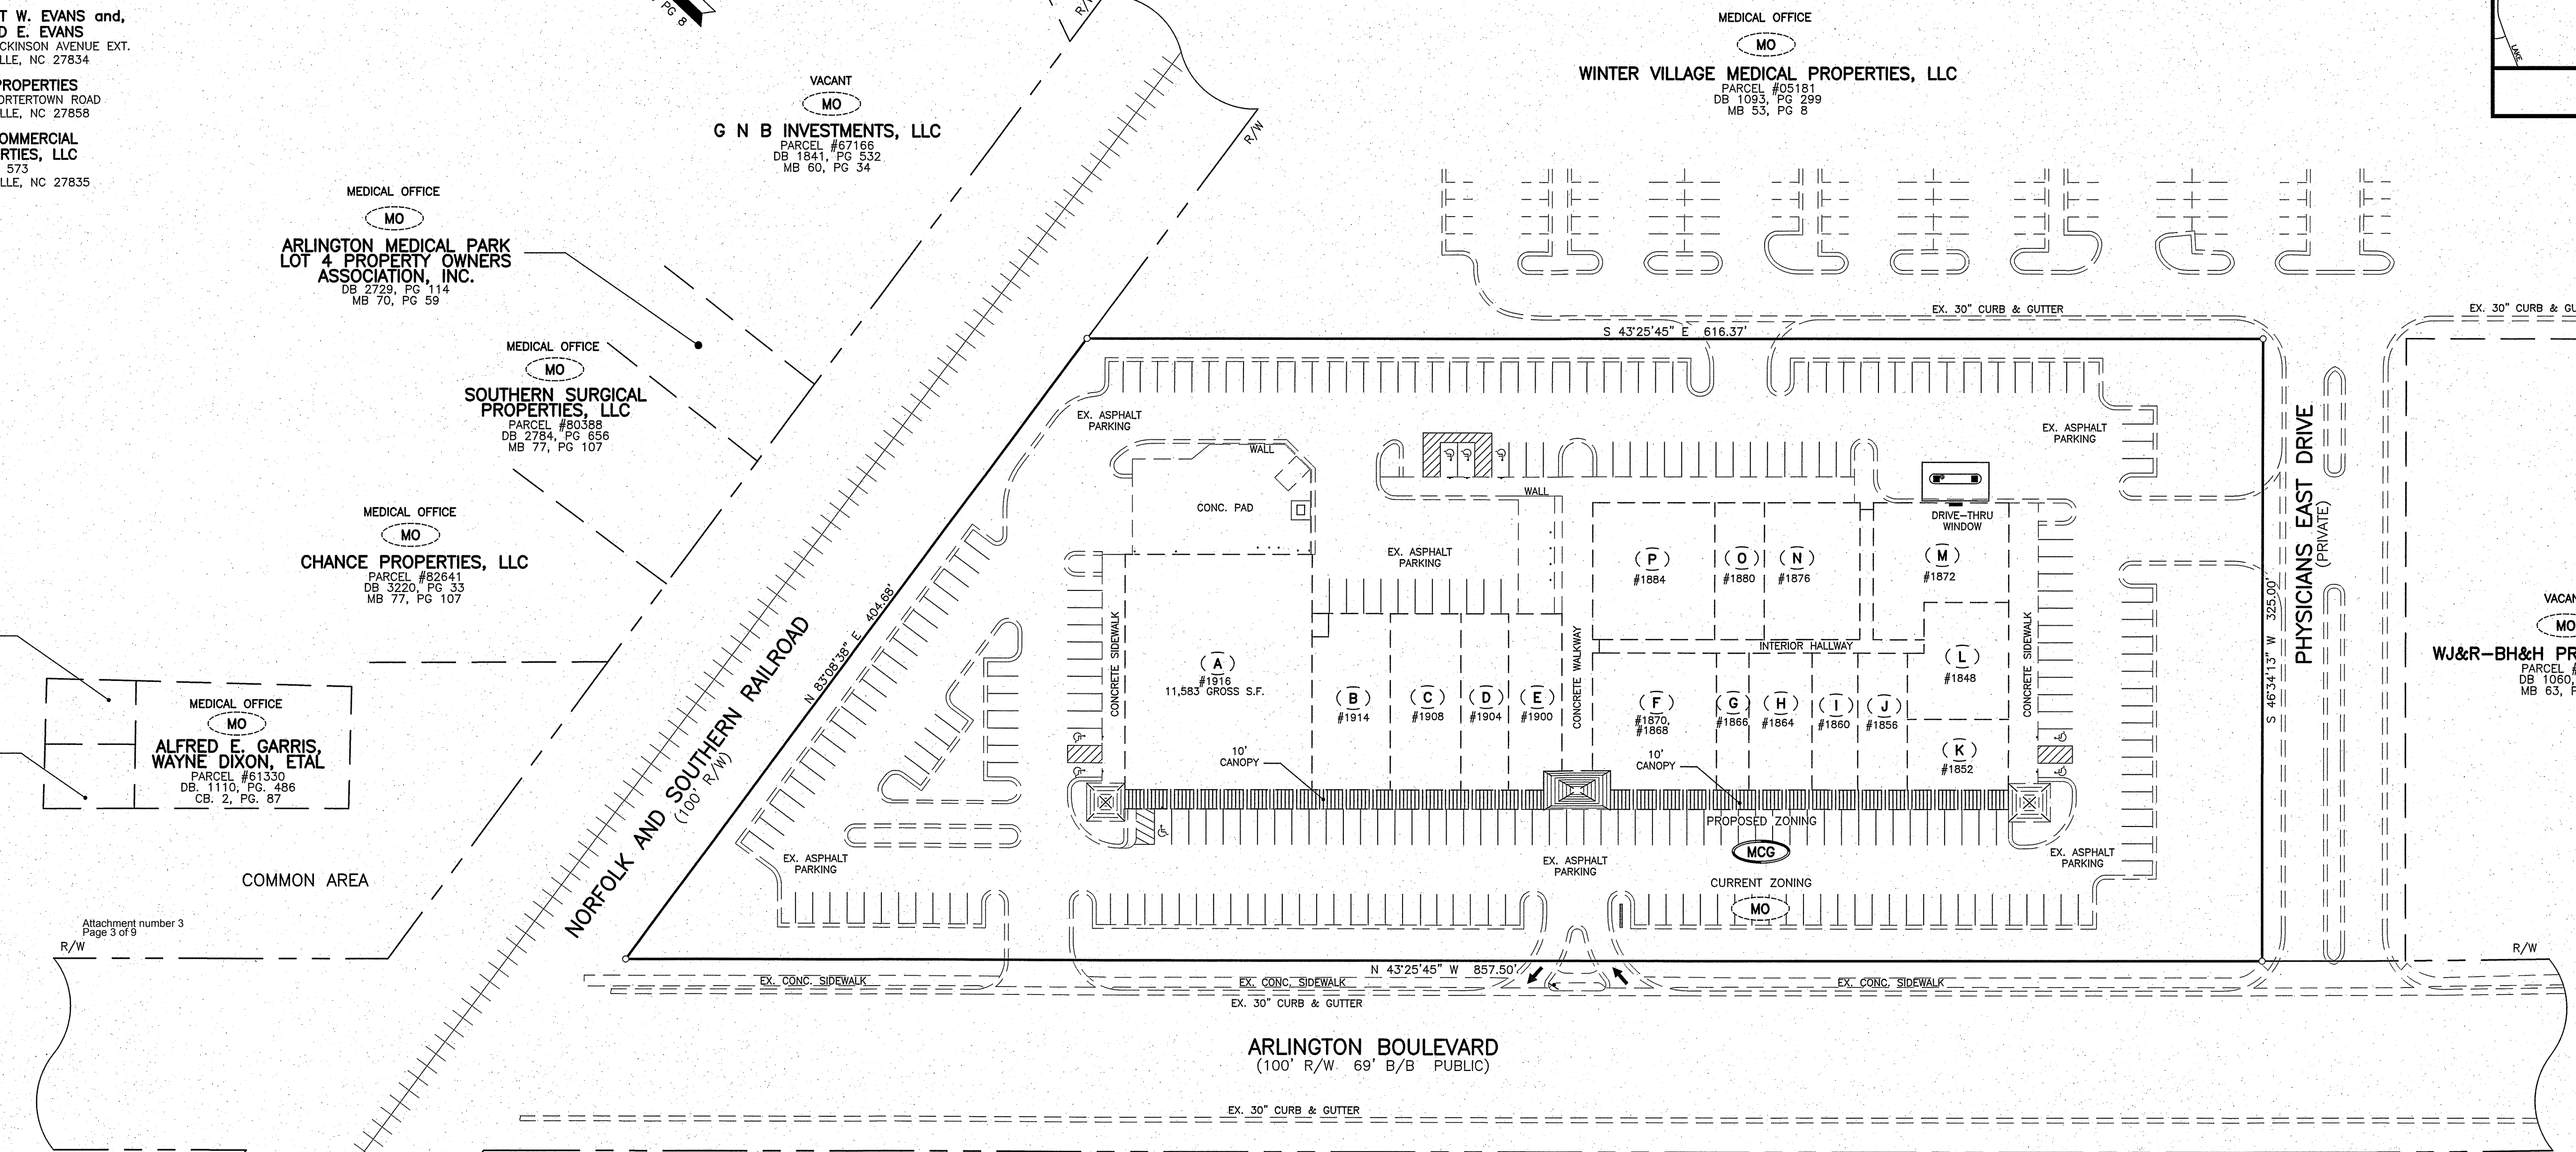 T W. EVANS and,
D E. EVANS
CKINSON AVENUE EXT.
LLE, NC 27834
PROPERTIES
ORTERTOWN ROAD
LLE, NC 27858
OMMERCIAL
RTIES, LLC
573
LLE, NC 27835
PG 8
R/W
R/W
VACANT
MO
G N B INVESTMENTS, LLC
PARCEL #67166
DB 1841, PG 532
MB 60, PG 34
MEDICAL OFFICE
MO
WINTER VILLAGE MEDICAL PROPERTIES, LLC
PARCEL #05181
DB 1093, PG 299
MB 53, PG 8
LAKE
MEDICAL OFFICE
MO
ARLINGTON MEDICAL PARK
LOT 4 PROPERTY OWNERS
ASSOCIATION, INC.
DB 2729, PG 114
MB 70, PG 59
MEDICAL OFFICE
MO
SOUTHERN SURGICAL
PROPERTIES, LLC
PARCEL #80388
DB 2784, PG 656
MB 77, PG 107
MEDICAL OFFICE
MO
CHANCE PROPERTIES, LLC
PARCEL #82641
DB 3220, PG 33
MB 77, PG 107
MEDICAL OFFICE
MO
ALFRED E. GARRIS,
WAYNE DIXON, ETAL
PARCEL #61330
DB. 1110, PG. 486
CB. 2, PG. 87
COMMON AREA
Attachment number 3
Page 3 of 9
R/W
NORFOLK AND SOUTHERN RAILROAD
(100' R/W)
N 83°08'38" E 404.68'
EX. 30" CURB & GUTTER
EX. 30" CURB & GU
S 43°25'45" E 616.37'
EX. ASPHALT
PARKING
EX. ASPHALT
PARKING
WALL
CONC. PAD
WALL
EX. ASPHALT
PARKING
DRIVE-THRU
WINDOW
P
#1884
O
#1880
N
#1876
M
#1872
INTERIOR HALLWAY
CONCRETE SIDEWALK
CONCRETE WALKWAY
CONCRETE SIDEWALK
A
#1916
11,583 GROSS S.F.
B
#1914
C
#1908
D
#1904
E
#1900
F
#1870,
#1868
G
#1866
H
#1864
I
#1860
J
#1856
L
#1848
K
#1852
10'
CANOPY
10'
CANOPY
PROPOSED ZONING
MCG
CURRENT ZONING
MO
EX. ASPHALT
PARKING
EX. ASPHALT
PARKING
EX. ASPHALT
PARKING
PHYSICIANS EAST DRIVE
(PRIVATE)
S 46°34'13" W 325.00'
VACAN
MO
WJ&R-BH&H PR
PARCEL #
DB 1060,
MB 63, P
R/W
N 43°25'45" W 857.50'
EX. CONC. SIDEWALK
EX. CONC. SIDEWALK
EX. CONC. SIDEWALK
EX. 30" CURB & GUTTER
ARLINGTON BOULEVARD
(100' R/W 69' B/B PUBLIC)
EX. 30" CURB & GUTTER